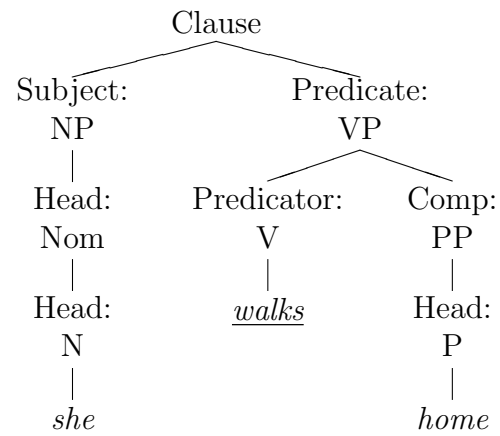 Clause
Subject: Predicate:
NP VP
Head: Predicator: Comp:
Nom V PP
Head: walks Head:
N P
she home